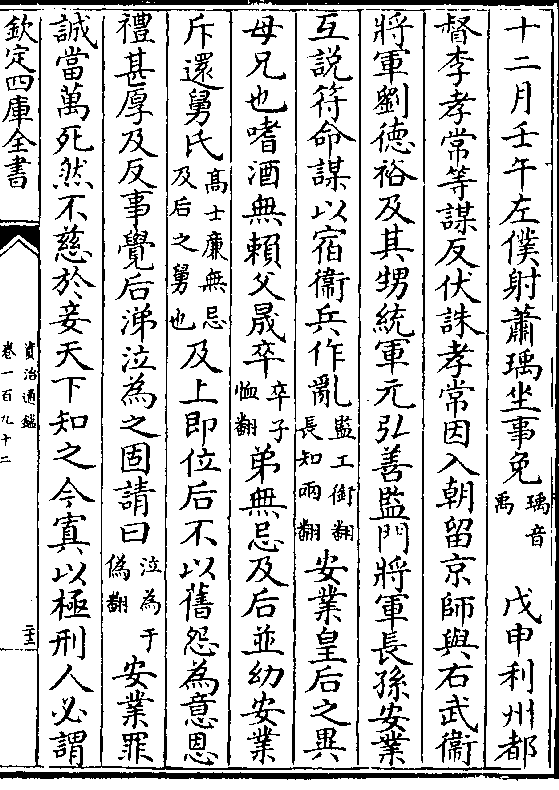 十二月壬午左僕射蕭瑀坐事免瑀音禹戊申利州都
督李孝常等謀反伏誅孝常因入朝留京師與右武衞
將軍劉德裕及其甥統軍元弘善監門將軍長孫安業
互説符命謀以宿衞兵作亂監工銜翻長知兩翻安業皇后之異
母兄也嗜酒無賴父晟卒卒子恤翻弟無忌及后並幼安業
斥還舅氏髙士廉無忌及后之舅也及上即位后不以舊怨為意恩
禮甚厚及反事覺后涕泣為之固請曰泣為于偽翻安業罪
誠當萬死然不慈於妾天下知之今寘以極刑人必謂
欽定四庫全書
資治通鑑
卷一百九十二
二十三